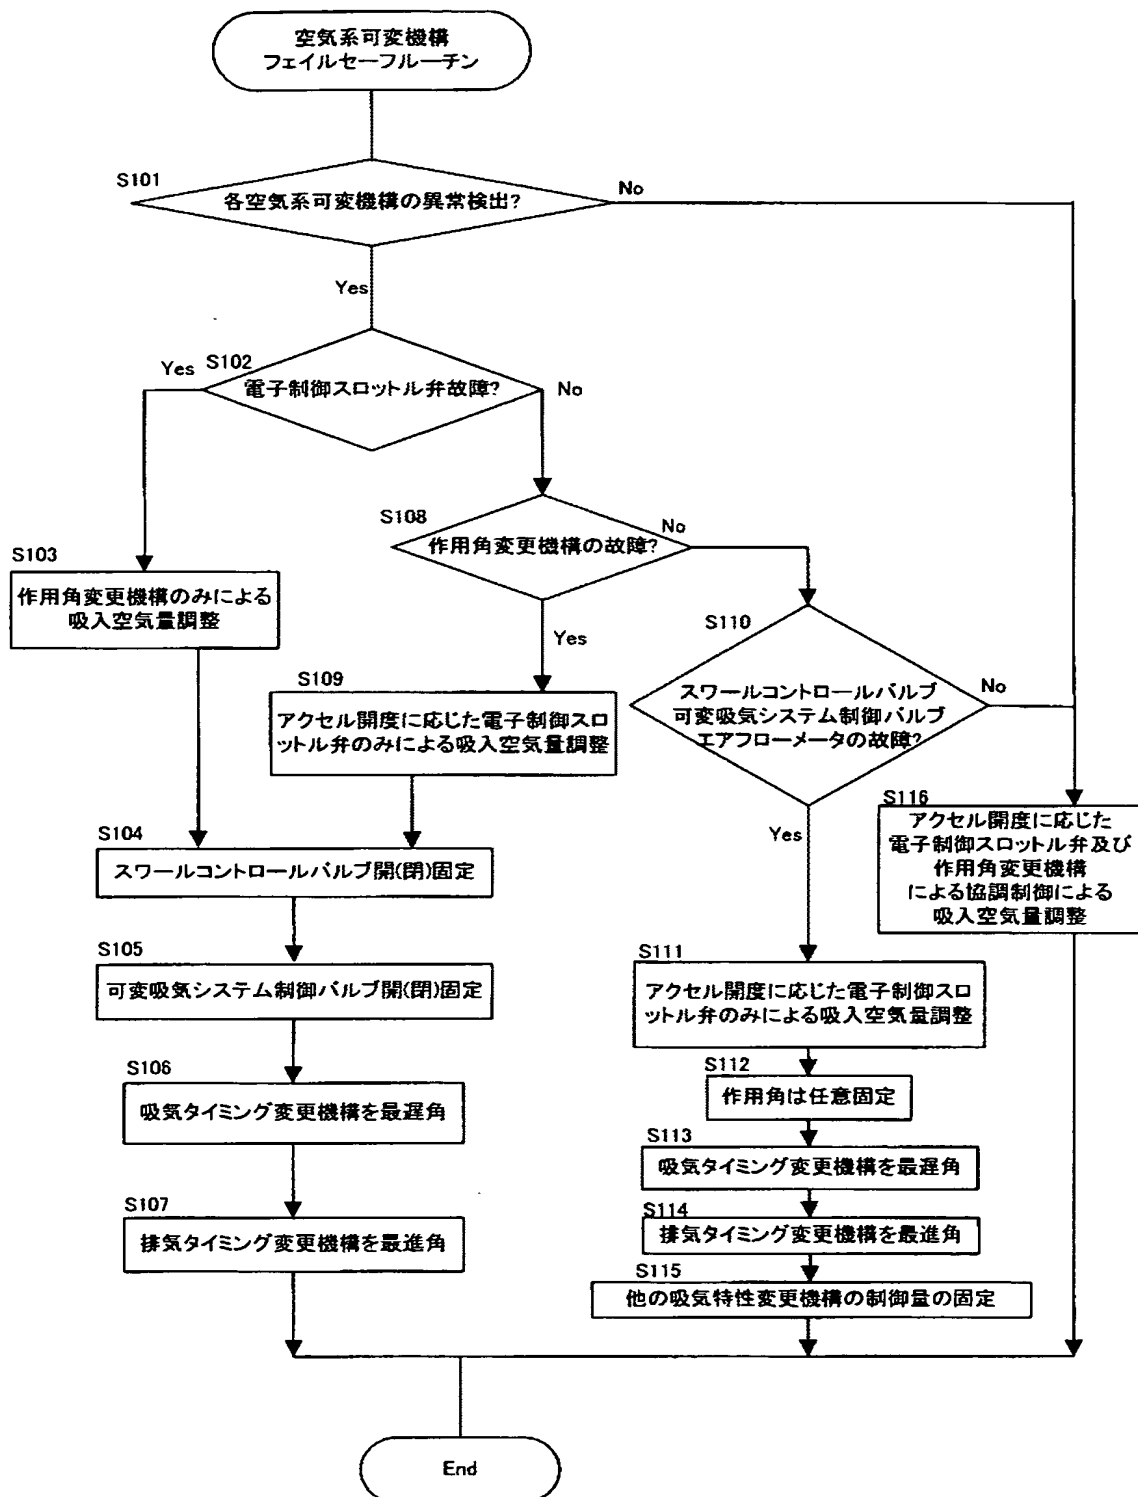 空気系可変機構
フェイルセーフルーチン
S101
各空気系可変機構の異常検出?
No
Yes
S102
電子制御スロットル弁故障?
Yes
No
S108
作用角変更機構の故障?
No
Yes
S103
作用角変更機構のみによる
吸入空気量調整
S109
アクセル開度に応じた電子制御スロ
ットル弁のみによる吸入空気量調整
S110
スワールコントロールバルブ
可変吸気システム制御バルブ
エアフローメータの故障?
No
Yes
S104
スワールコントロールバルブ開(閉)固定
S116
アクセル開度に応じた
電子制御スロットル弁及び
作用角変更機構
による協調制御による
吸入空気量調整
S105
可変吸気システム制御バルブ開(閉)固定
S111
アクセル開度に応じた電子制御スロ
ットル弁のみによる吸入空気量調整
S106
吸気タイミング変更機構を最遅角
S112
作用角は任意固定
S113
吸気タイミング変更機構を最遅角
S107
排気タイミング変更機構を最進角
S114
排気タイミング変更機構を最進角
S115
他の吸気特性変更機構の制御量の固定
End